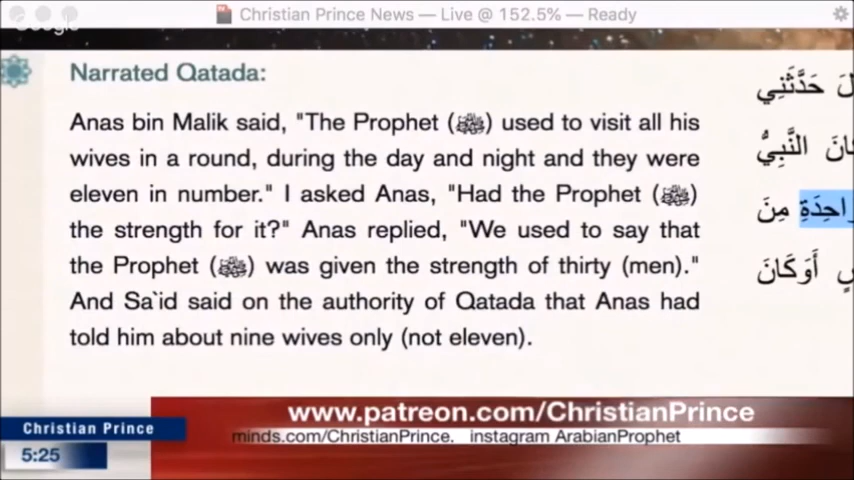 Christian Prince News — Live @ 152.5% — Ready
Google
Narrated Qatada:
Anas bin Malik said, "The Prophet (ﷺ) used to visit all his
wives in a round, during the day and night and they were
eleven in number." I asked Anas, "Had the Prophet (ﷺ)
the strength for it?" Anas replied, "We used to say that
the Prophet (ﷺ) was given the strength of thirty (men)."
And Sa`id said on the authority of Qatada that Anas had
told him about nine wives only (not eleven).
حَدَّثَنِي
النَّبِيُّ
مِنَ
أَوَكَانَ
www.patreon.com/ChristianPrince
minds.com/ChristianPrince. instagram ArabianProphet
Christian Prince
5:25